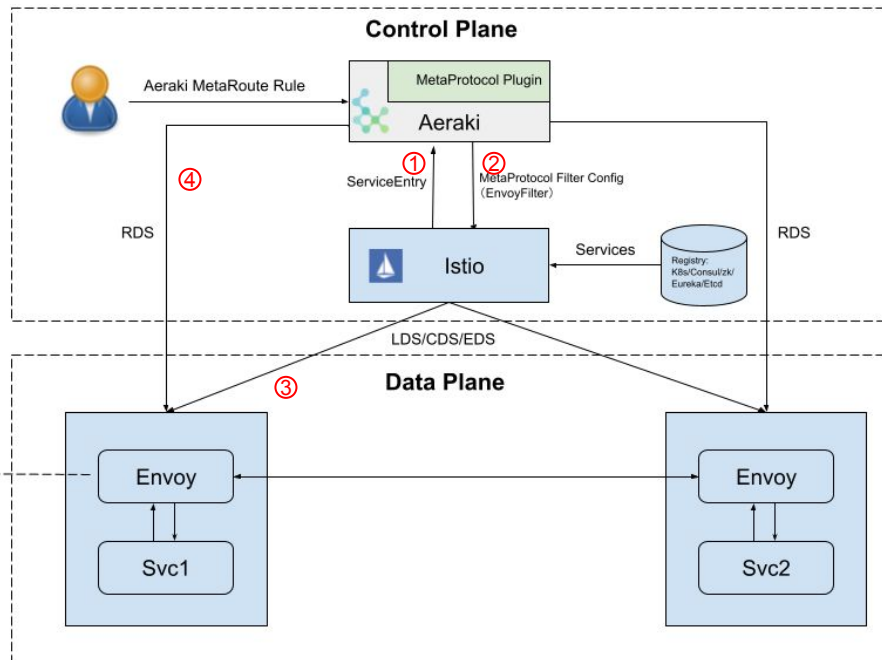 Control Plane
MetaProtocol Plugin
Aeraki MetaRoute Rule
Aeraki
④
①
②
ServiceEntry
MetaProtocol Filter Config
（EnvoyFilter）
RDS
RDS
Services
Registry:
K8s/Consul/zk/
Eureka/Etcd
Istio
LDS/CDS/EDS
③
Data Plane
Envoy
Envoy
Svc1
Svc2